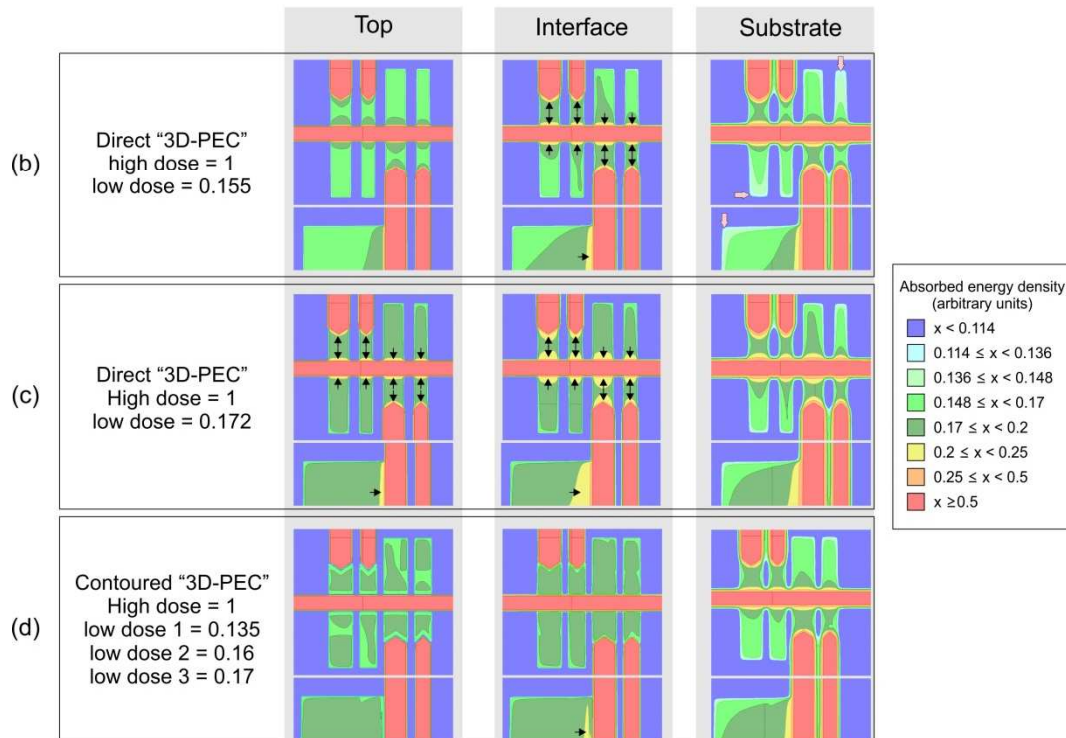 Top
Interface
Substrate
(b)
Direct “3D-PEC”
high dose = 1
low dose = 0.155
(c)
Direct “3D-PEC”
High dose = 1
low dose = 0.172
(d)
Contoured “3D-PEC”
High dose = 1
low dose 1 = 0.135
low dose 2 = 0.16
low dose 3 = 0.17
Absorbed energy density
(arbitrary units)
x < 0.114
0.114 ≤ x < 0.136
0.136 ≤ x < 0.148
0.148 ≤ x < 0.17
0.17 ≤ x < 0.2
0.2 ≤ x < 0.25
0.25 ≤ x < 0.5
x ≥0.5